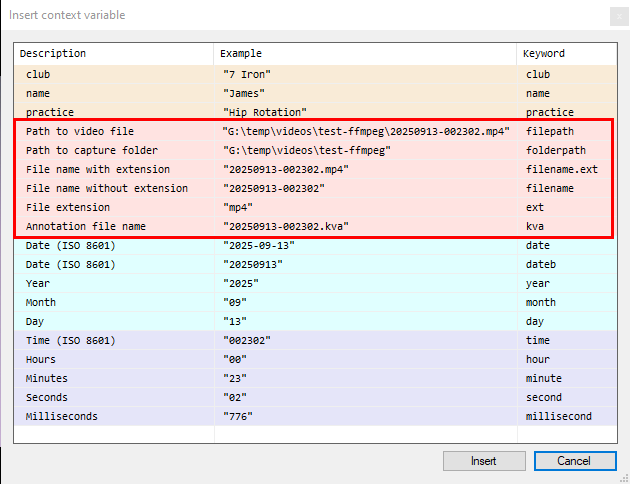 Insert context variable
Description Example Keyword
club "7 Iron" club
name "James" name
practice "Hip Rotation" practice
Path to video file "G:\temp\videos\test-ffmpeg\20250913-002302.mp4" filepath
Path to capture folder "G:\temp\videos\test-ffmpeg" folderpath
File name with extension "20250913-002302.mp4" filename.ext
File name without extension "20250913-002302" filename
File extension "mp4" ext
Annotation file name "20250913-002302.kva" kva
Date (ISO 8601) "2025-09-13" date
Date (ISO 8601) "20250913" dateb
Year "2025" year
Month "09" month
Day "13" day
Time (ISO 8601) "002302" time
Hours "00" hour
Minutes "23" minute
Seconds "02" second
Milliseconds "776" millisecond
Insert Cancel